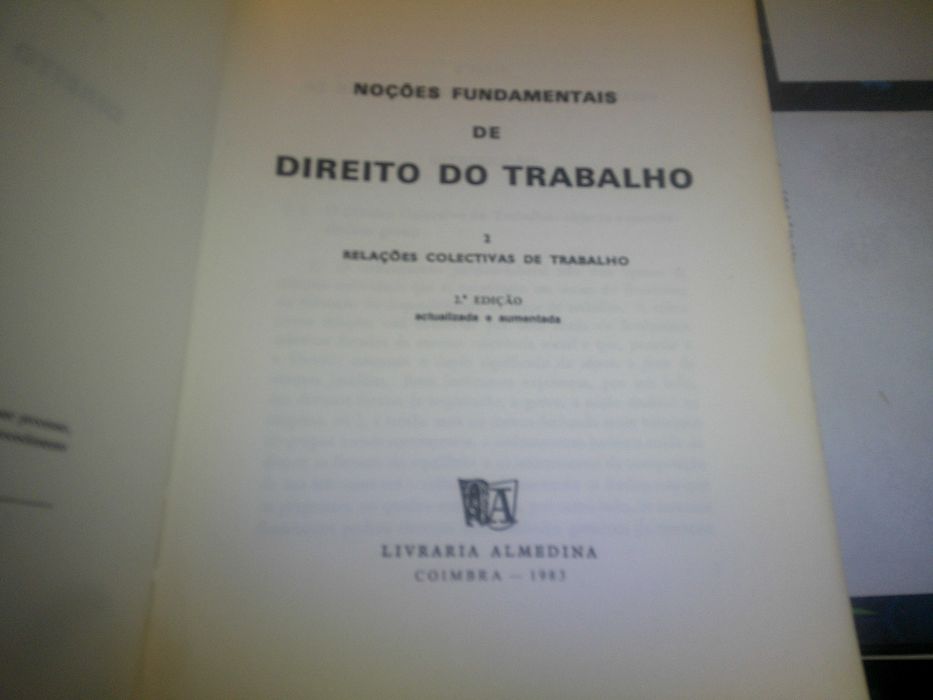 NOÇÕES FUNDAMENTAIS
DE
DIREITO DO TRABALHO
2
RELAÇÕES COLECTIVAS DE TRABALHO
2.ª EDIÇÃO
actualizada e aumentada
LIVRARIA ALMEDINA
COIMBRA — 1983